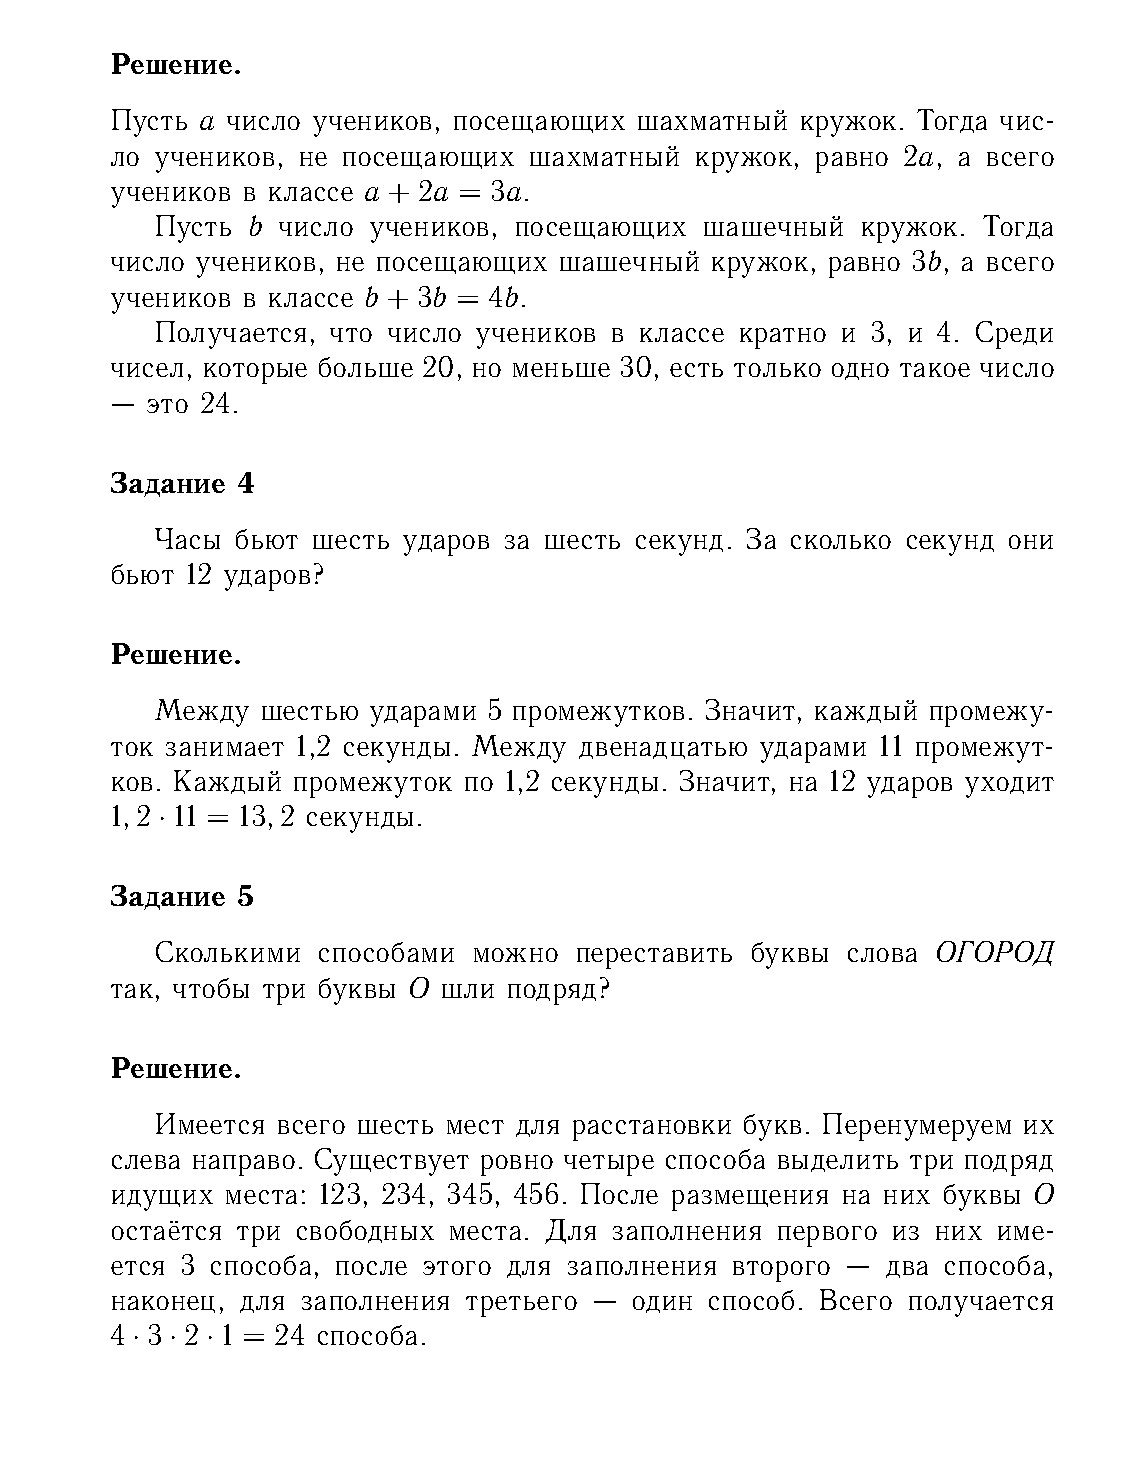 Решение.
Пусть a число учеников, посещающих шахматный кружок. Тогда чис-
ло учеников, не посещающих шахматный кружок, равно 2a, а всего
учеников в классе a + 2a = 3a.
Пусть b число учеников, посещающих шашечный кружок. Тогда
число учеников, не посещающих шашечный кружок, равно 3b, а всего
учеников в классе b + 3b = 4b.
Получается, что число учеников в классе кратно и 3, и 4. Среди
чисел, которые больше 20, но меньше 30, есть только одно такое число
— это 24.
Задание 4
Часы бьют шесть ударов за шесть секунд. За сколько секунд они
бьют 12 ударов?
Решение.
Между шестью ударами 5 промежутков. Значит, каждый промежу-
ток занимает 1,2 секунды. Между двенадцатью ударами 11 промежут-
ков. Каждый промежуток по 1,2 секунды. Значит, на 12 ударов уходит
1, 2 · 11 = 13, 2 секунды.
Задание 5
Сколькими способами можно переставить буквы слова ОГОРОД
так, чтобы три буквы О шли подряд?
Решение.
Имеется всего шесть мест для расстановки букв. Перенумеруем их
слева направо. Существует ровно четыре способа выделить три подряд
идущих места: 123, 234, 345, 456. После размещения на них буквы О
остаётся три свободных места. Для заполнения первого из них име-
ется 3 способа, после этого для заполнения второго — два способа,
наконец, для заполнения третьего — один способ. Всего получается
4 · 3 · 2 · 1 = 24 способа.